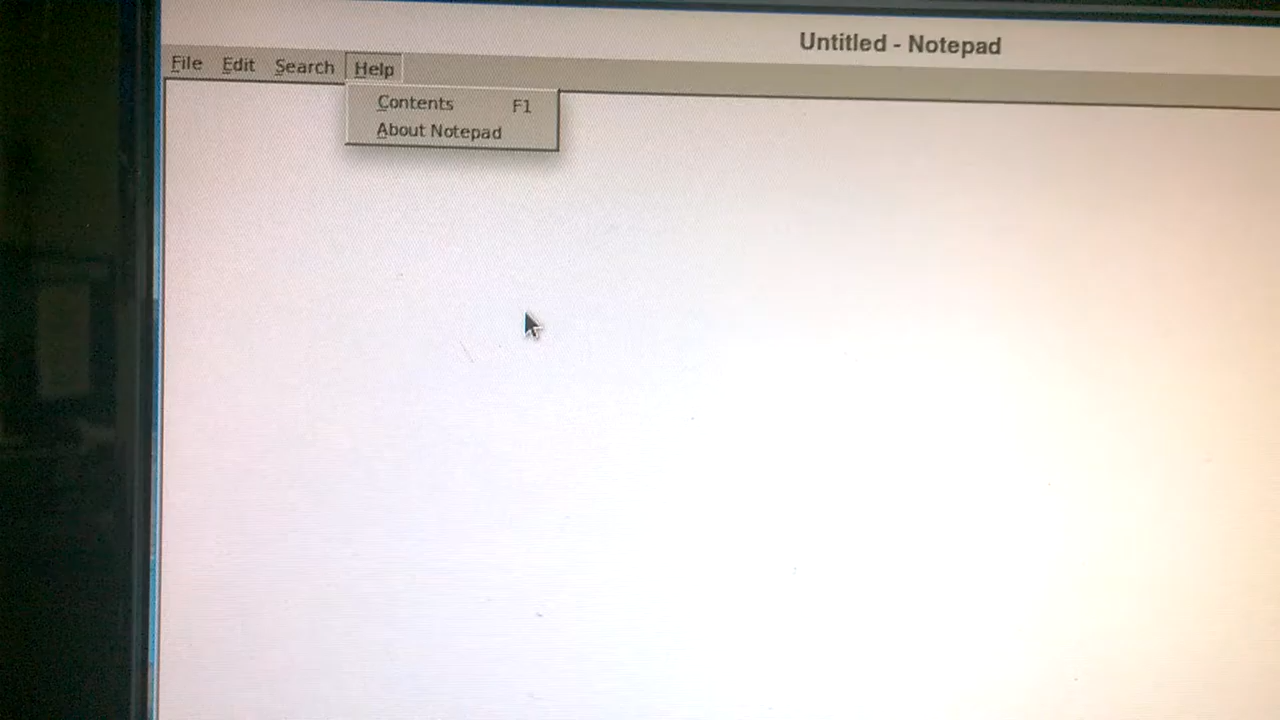 Untitled - Notepad
File Edit Search Help
Contents F1
About Notepad